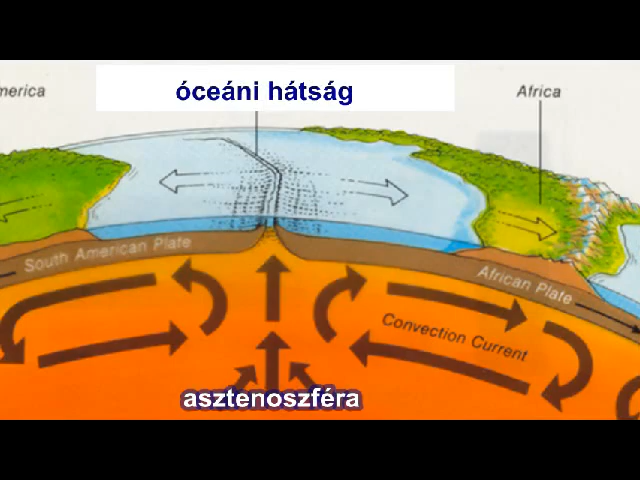 merica
óceáni hátság
Africa
South American Plate
African Plate
Convection Current
asztenoszféra